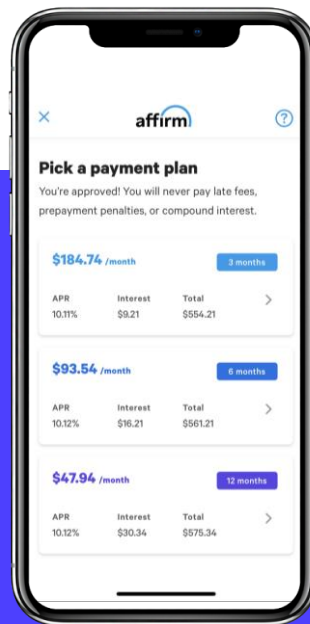 affirm
?
Pick a payment plan
You're approved! You will never pay late fees,
prepayment penalties, or compound interest.
$184.74 /month 3 months
APR Interest Total
10.11% $9.21 $554.21
$93.54 /month 6 months
APR Interest Total
10.12% $16.21 $561.21
$47.94 /month 12 months
APR Interest Total
10.12% $30.34 $575.34